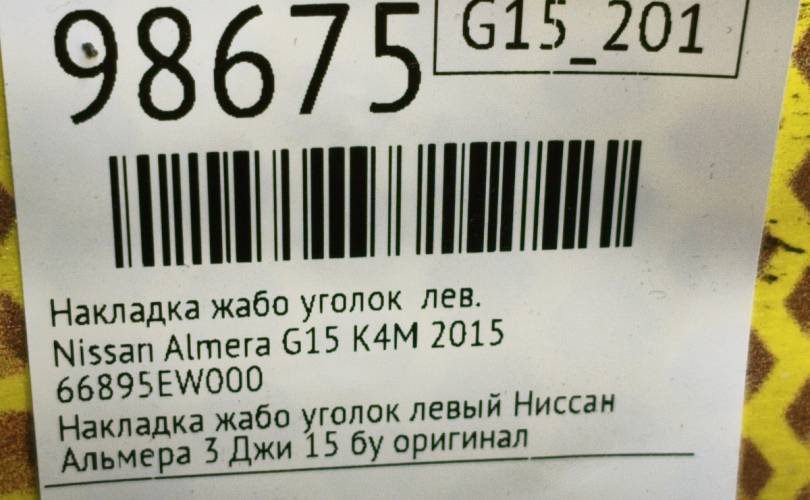 98675
G15_201
Накладка жабо уголок лев.
Nissan Almera G15 K4M 2015
66895EW000
Накладка жабо уголок левый Ниссан
Альмера 3 Джи 15 бу оригинал